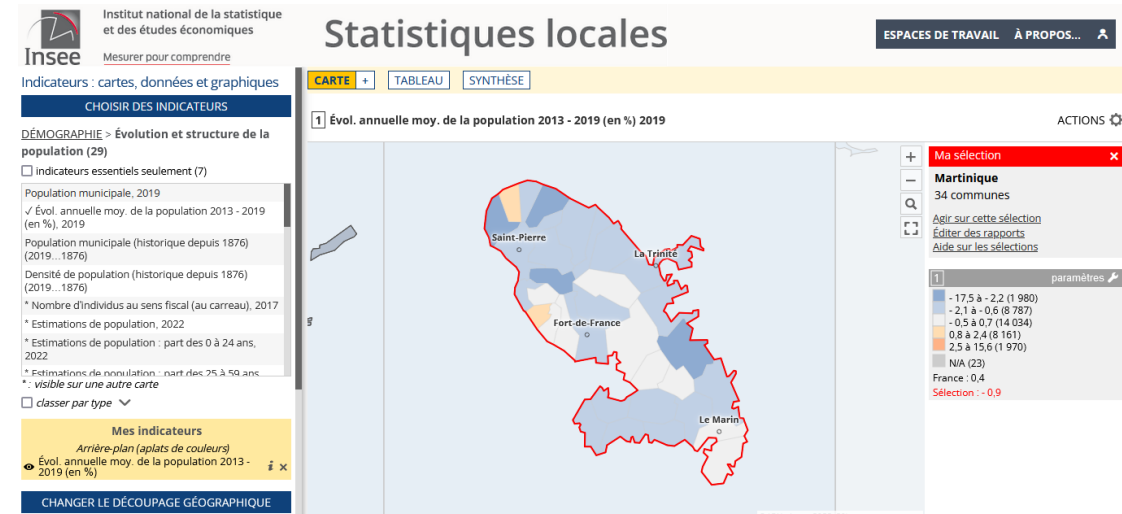 Institut national de la statistique
et des études économiques
Insee
Mesurer pour comprendre
Statistiques locales
ESPACES DE TRAVAIL À PROPOS...
Indicateurs : cartes, données et graphiques
CHOISIR DES INDICATEURS
DÉMOGRAPHIE > Évolution et structure de la
population (29)
indicateurs essentiels seulement (7)
Population municipale, 2019
✓ Évol. annuelle moy. de la population 2013 - 2019
(en %), 2019
Population municipale (historique depuis 1876)
(2019...1876)
Densité de population (historique depuis 1876)
(2019...1876)
* Nombre d'individus au sens fiscal (au carreau), 2017
* Estimations de population, 2022
* Estimations de population : part des 0 à 24 ans,
2022
* Estimations de population : part des 25 à 59 ans
* : visible sur une autre carte
classer par type
Mes indicateurs
Arrière-plan (aplats de couleurs)
Évol. annuelle moy. de la population 2013 -
2019 (en %)
i ×
CHANGER LE DÉCOUPAGE GÉOGRAPHIQUE
CARTE + TABLEAU SYNTHÈSE
1 Évol. annuelle moy. de la population 2013 - 2019 (en %) 2019
ACTIONS
Saint-Pierre
La Trinité
Fort-de-France
Le Marin
+
−
Ma sélection ×
Martinique
34 communes
Agir sur cette sélection
Éditer des rapports
Aide sur les sélections
1 paramètres
- 17,5 à - 2,2 (1 980)
- 2,1 à - 0,6 (8 787)
- 0,5 à 0,7 (14 034)
0,8 à 2,4 (8 161)
2,5 à 15,6 (1 970)
N/A (23)
France : 0,4
Sélection : - 0,9